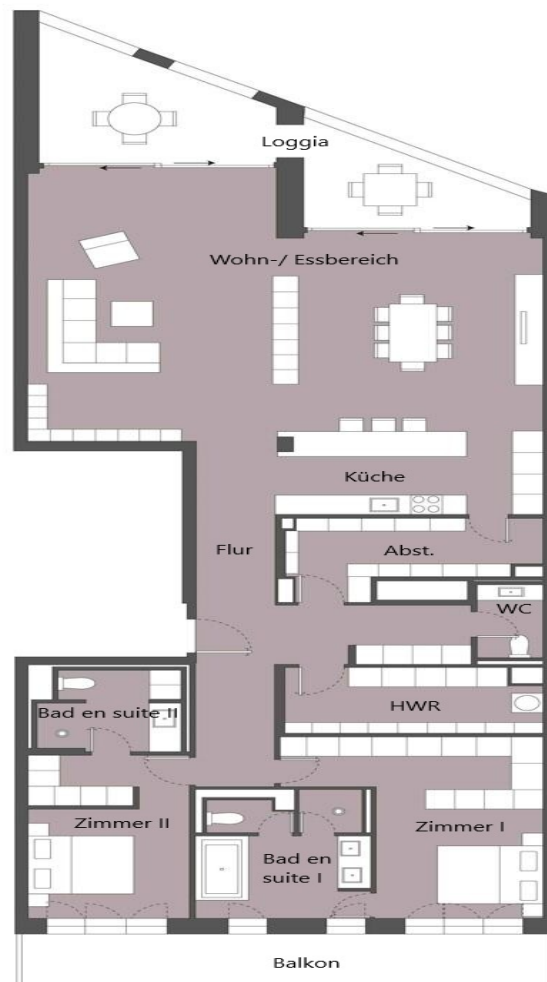 Loggia
Wohn-/ Essbereich
Küche
Flur
Abst.
WC
HWR
Bad en suite II
Zimmer II
Zimmer I
Bad en
suite I
Balkon